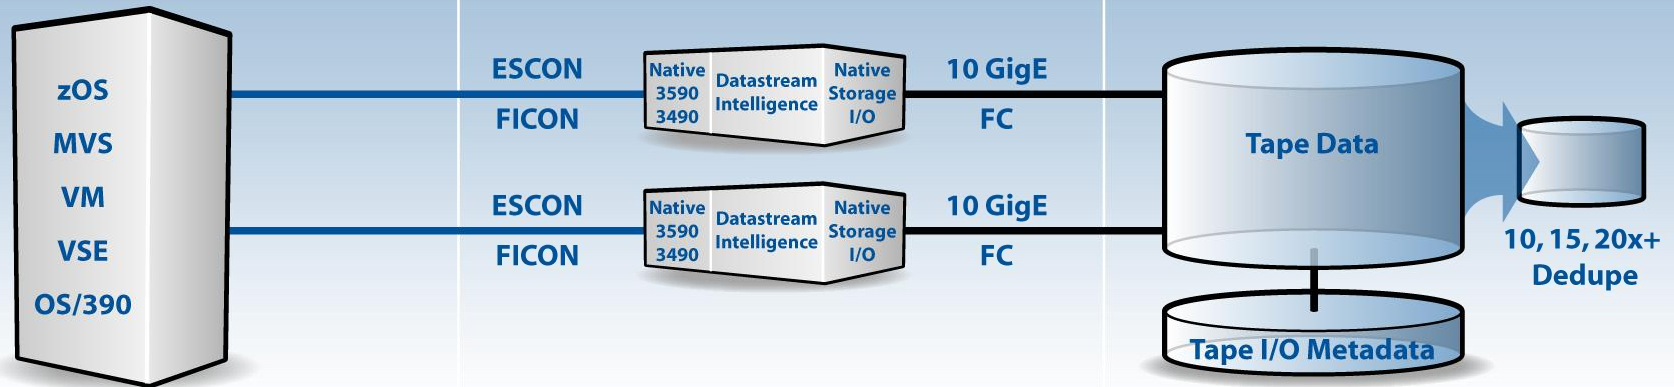 zOS
MVS
VM
VSE
OS/390
ESCON
FICON
Native
3590
3490
Datastream
Intelligence
Native
Storage
I/O
10 GigE
FC
ESCON
FICON
Native
3590
3490
Datastream
Intelligence
Native
Storage
I/O
10 GigE
FC
Tape Data
Tape I/O Metadata
10, 15, 20x+
Dedupe